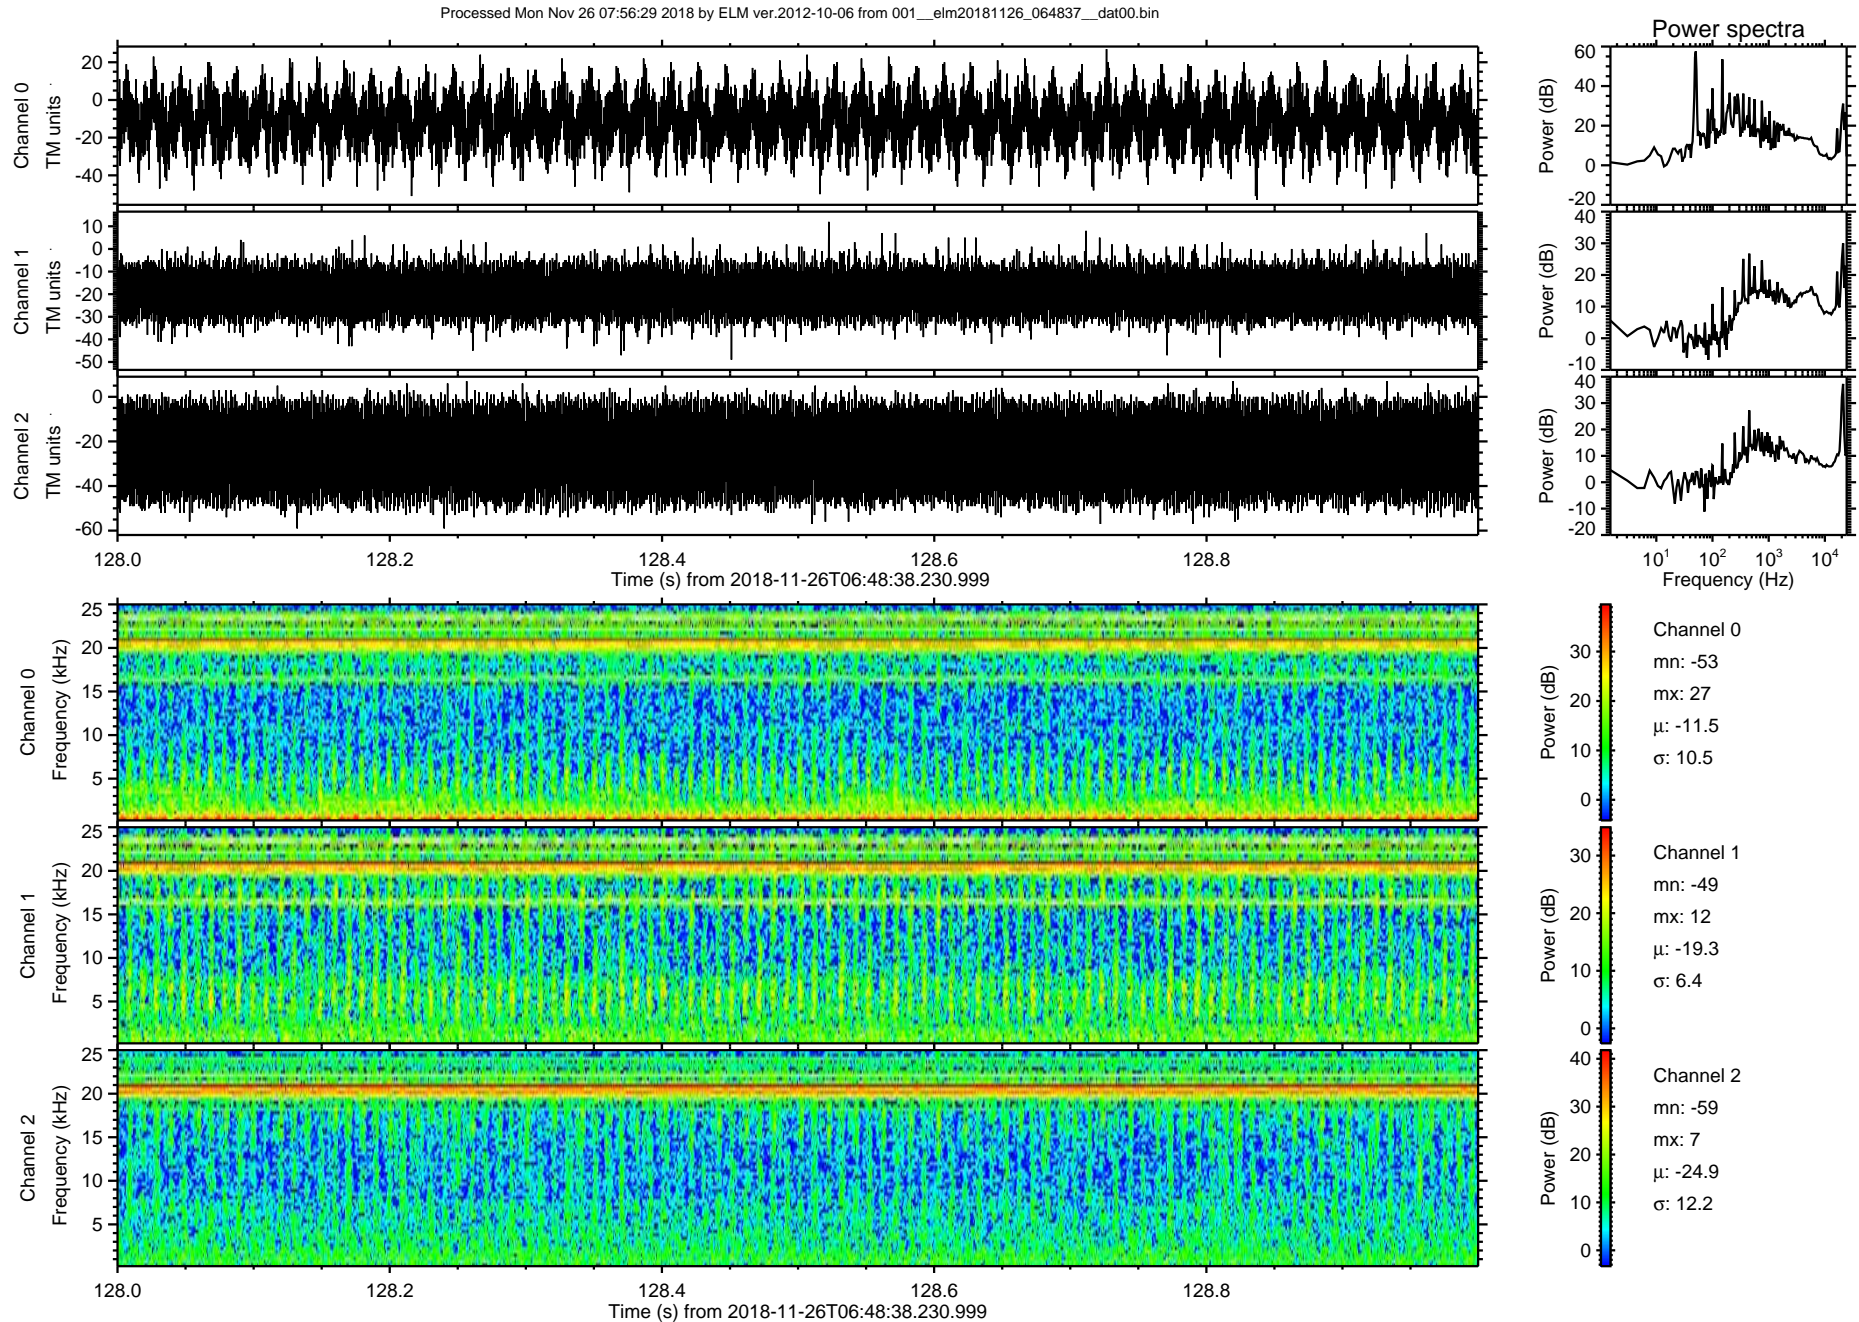 Processed Mon Nov 26 07:56:29 2018 by ELM ver.2012-10-06 from 001__elm20181126_064837__dat00.bin
Power spectra
Channel 0
TM units
20
0
-20
-40
Power (dB)
60
40
20
0
-20
Channel 1
TM units
10
0
-10
-20
-30
-40
-50
Power (dB)
40
30
20
10
0
-10
Channel 2
TM units
0
-20
-40
-60
Power (dB)
40
30
20
10
0
-10
-20
128.0 128.2 128.4 128.6 128.8
Time (s) from 2018-11-26T06:48:38.230.999
10^1 10^2 10^3 10^4
Frequency (Hz)
Channel 0
Frequency (kHz)
25
20
15
10
5
Power (dB)
30
20
10
0
Channel 0
mn: -53
mx: 27
μ: -11.5
σ: 10.5
Channel 1
Frequency (kHz)
25
20
15
10
5
Power (dB)
30
20
10
0
Channel 1
mn: -49
mx: 12
μ: -19.3
σ: 6.4
Channel 2
Frequency (kHz)
25
20
15
10
5
Power (dB)
40
30
20
10
0
Channel 2
mn: -59
mx: 7
μ: -24.9
σ: 12.2
128.0 128.2 128.4 128.6 128.8
Time (s) from 2018-11-26T06:48:38.230.999